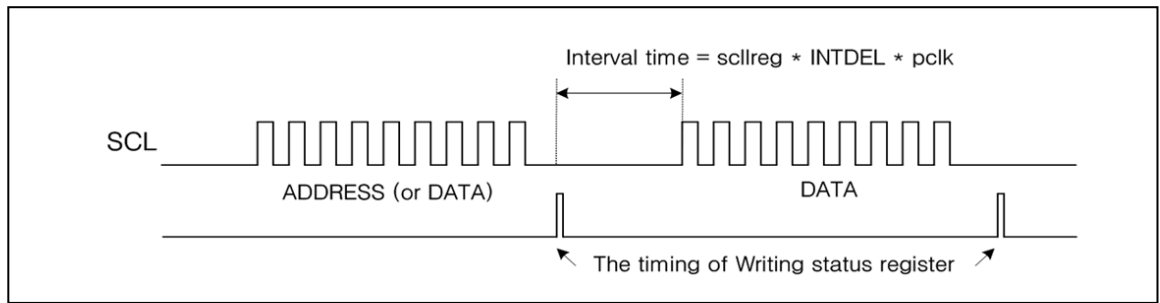 Interval time = scllreg * INTDEL * pclk
SCL
ADDRESS (or DATA)
DATA
The timing of Writing status register